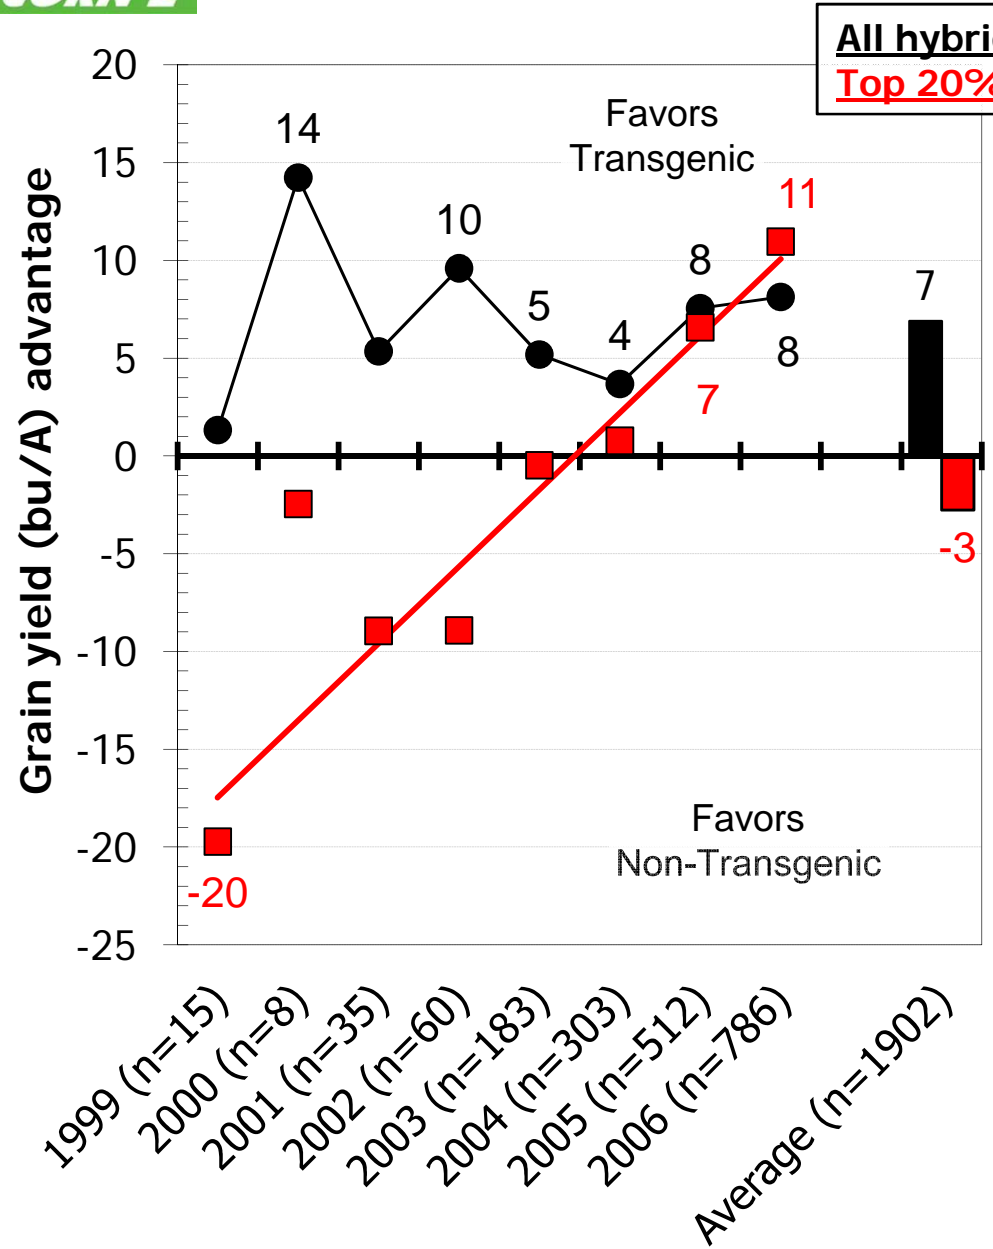 All
Top 20%
20
15
10
5
0
-5
-10
-15
-20
-25
Grain yield (bu/A) advantage
Favors
Transgenic
Favors
Non-Transgenic
14
10
5
4
8
8
11
7
-20
7
-3
1999 (n=15)
2000 (n=8)
2001 (n=35)
2002 (n=60)
2003 (n=183)
2004 (n=303)
2005 (n=512)
2006 (n=786)
Average (n=1902)